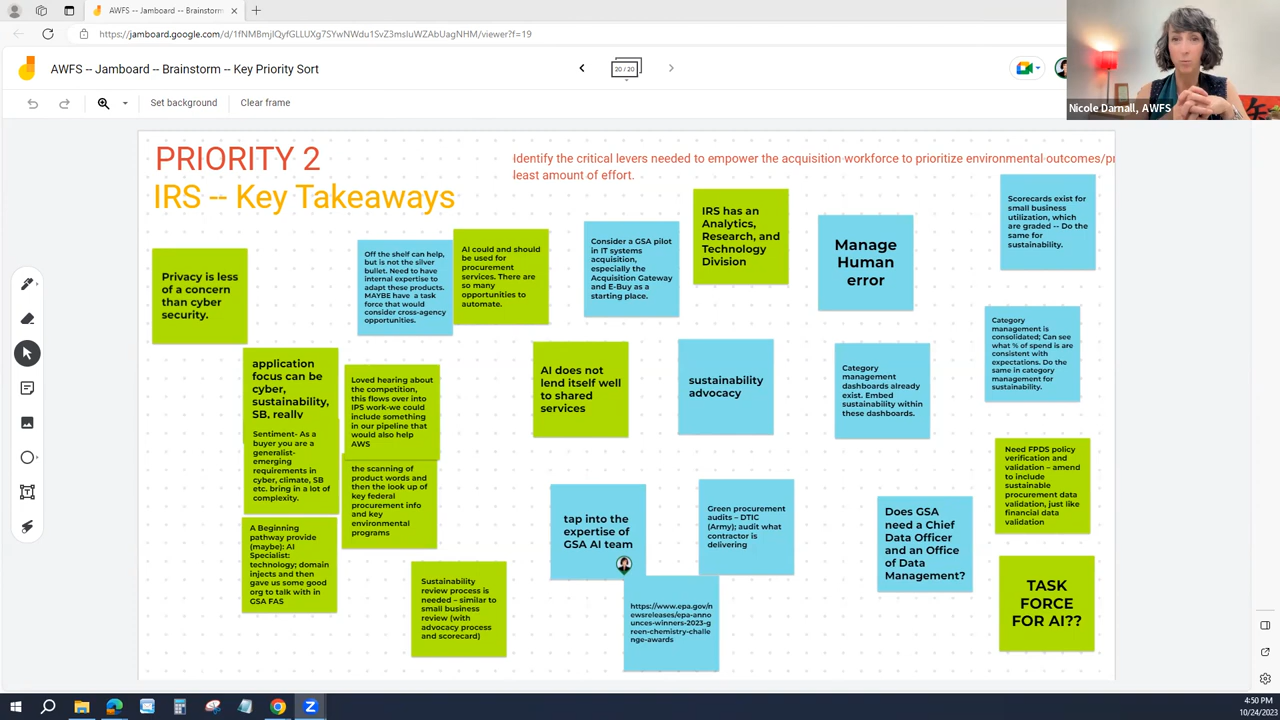 AWFS -- Jamboard -- Brainstorm
https://jamboard.google.com/d/1fNMBmjlQyfGLLUXg7SYwNWdu1SvZ3msluWZAbUagNHM/viewer?f=19
AWFS -- Jamboard -- Brainstorm -- Key Priority Sort
20 / 20
Set background
Clear frame
Nicole Darnall, AWFS
PRIORITY 2
IRS -- Key Takeaways
Identify the critical levers needed to empower the acquisition workforce to prioritize environmental outcomes/pr
least amount of effort.
Privacy is less
of a concern
than cyber
security.
Off the shelf can help,
but is not the silver
bullet. Need to have
internal expertise to
adapt these products.
MAYBE have a task
force that would
consider cross-agency
opportunities.
AI could and should
be used for
procurement
services. There are
so many
opportunities to
automate.
Consider a GSA pilot
in IT systems
acquisition,
especially the
Acquisition Gateway
and E-Buy as a
starting place.
IRS has an
Analytics,
Research, and
Technology
Division
Manage
Human
error
Scorecards exist for
small business
utilization, which
are graded -- Do the
same for
sustainability.
application
focus can be
cyber,
sustainability,
SB, really
Loved hearing about
the competition,
this flows over into
IPS work-we could
include something
in our pipeline that
would also help
AWS
AI does not
lend itself well
to shared
services
sustainability
advocacy
Category
management
dashboards already
exist. Embed
sustainability within
these dashboards.
Category
management is
consolidated; Can see
what % of spend is are
consistent with
expectations. Do the
same in category
management for
sustainability.
Sentiment- As a
buyer you are a
generalist-
emerging
requirements in
cyber, climate, SB
etc. bring in a lot of
complexity.
the scanning of
product words and
then the look up of
key federal
procurement info
and key
environmental
programs
Need FPDS policy
verification and
validation – amend
to include
sustainable
procurement data
validation, just like
financial data
validation
A Beginning
pathway provide
(maybe): AI
Specialist:
technology; domain
injects and then
gave us some good
org to talk with in
GSA FAS
tap into the
expertise of
GSA AI team
Green procurement
audits – DTIC
(Army); audit what
contractor is
delivering
Does GSA
need a Chief
Data Officer
and an Office
of Data
Management?
Sustainability
review process is
needed – similar to
small business
review (with
advocacy process
and scorecard)
https://www.epa.gov/n
ewsreleases/epa-anno
unces-winners-2023-g
reen-chemistry-challe
nge-awards
TASK
FORCE
FOR AI??
4:50 PM
10/24/2023